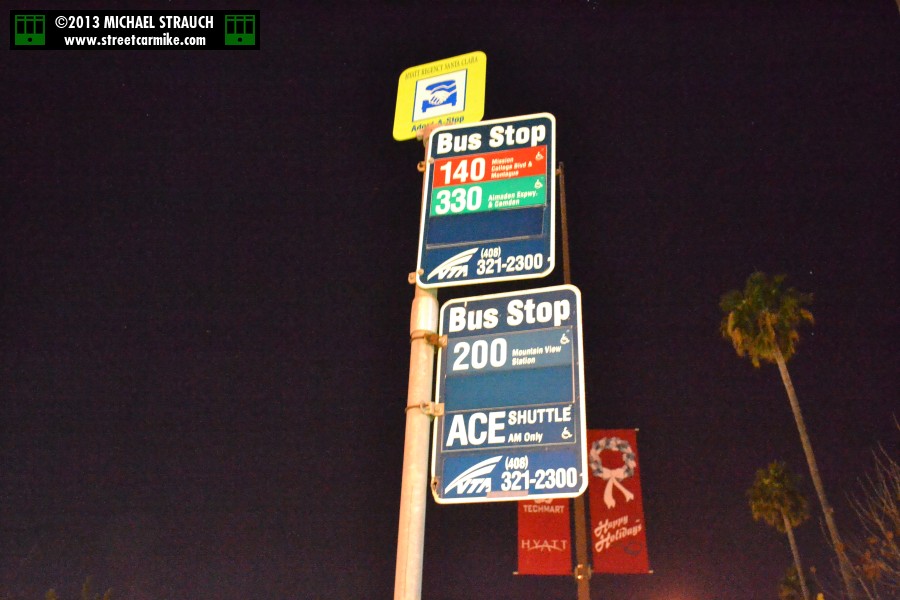 ©2013 MICHAEL STRAUCH
www.streetcarmike.com
HYATT REGENCY SANTA CLARA
Adopt-A-Stop
Bus Stop
140 Mission
College Blvd &
Montague
330 Almaden Expwy.
& Camden
VTA (408)
321-2300
Bus Stop
200 Mountain View
Station
ACE SHUTTLE
AM Only
VTA (408)
321-2300
TECHMART
HYATT
Happy
Holidays